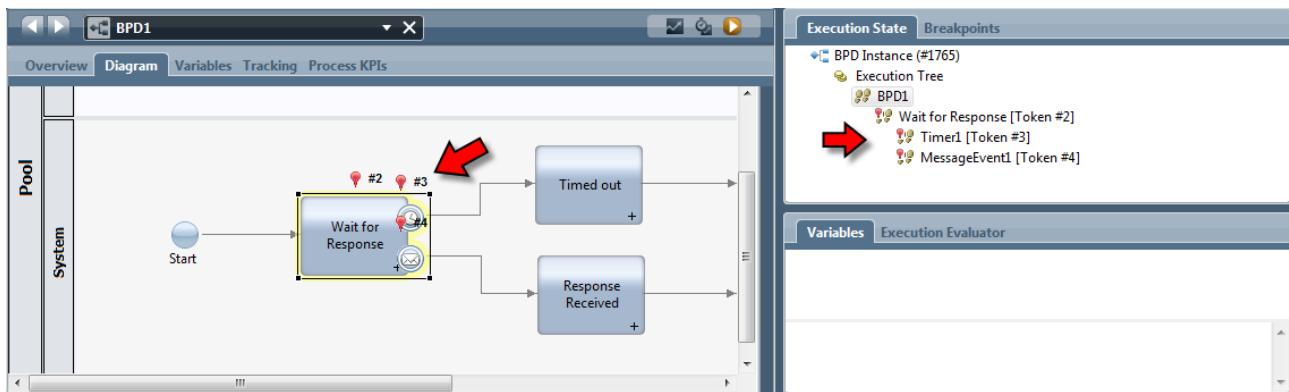 BPD1
Overview Diagram Variables Tracking Process KPIs
Pool
System
Start
Wait for
Response
#2
#3
#4
Timed out
Response
Received
Execution State Breakpoints
BPD Instance (#1765)
Execution Tree
BPD1
Wait for Response [Token #2]
Timer1 [Token #3]
MessageEvent1 [Token #4]
Variables Execution Evaluator